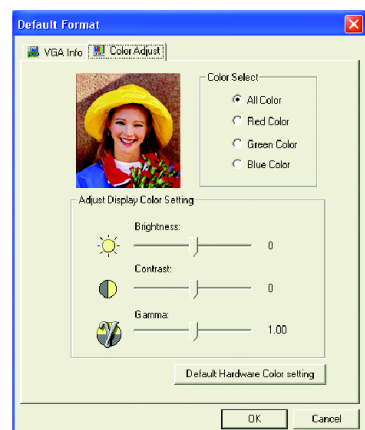 Default Format
VGA Info Color Adjust
Color Select
All Color
Red Color
Green Color
Blue Color
Adjust Display Color Setting
Brightness:
0
Contrast:
0
Gamma:
1.00
Default Hardware Color setting
OK Cancel